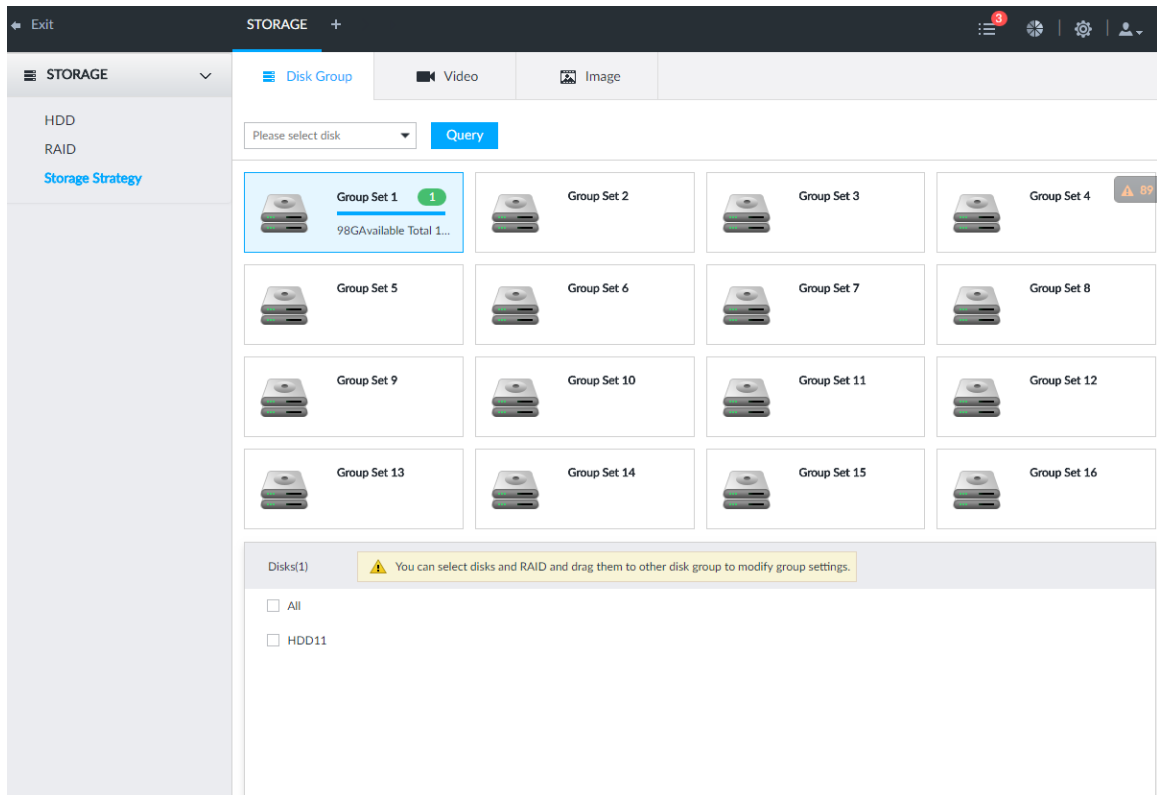 Exit
STORAGE +
3
STORAGE
HDD
RAID
Storage Strategy
Disk Group
Video
Image
Please select disk
Query
Group Set 1 1
98GAvailable Total 1...
Group Set 2
Group Set 3
Group Set 4
89
Group Set 5
Group Set 6
Group Set 7
Group Set 8
Group Set 9
Group Set 10
Group Set 11
Group Set 12
Group Set 13
Group Set 14
Group Set 15
Group Set 16
Disks(1)
You can select disks and RAID and drag them to other disk group to modify group settings.
All
HDD11